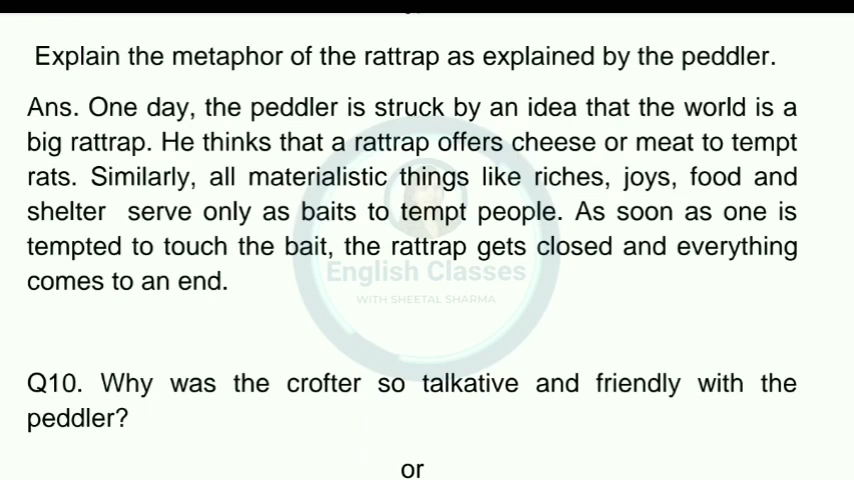 Explain the metaphor of the rattrap as explained by the peddler.
Ans. One day, the peddler is struck by an idea that the world is a
big rattrap. He thinks that a rattrap offers cheese or meat to tempt
rats. Similarly, all materialistic things like riches, joys, food and
shelter serve only as baits to tempt people. As soon as one is
tempted to touch the bait, the rattrap gets closed and everything
English Classes
comes to an end.
WITH SHEETAL SHARMA
Q10. Why was the crofter so talkative and friendly with the
peddler?
or